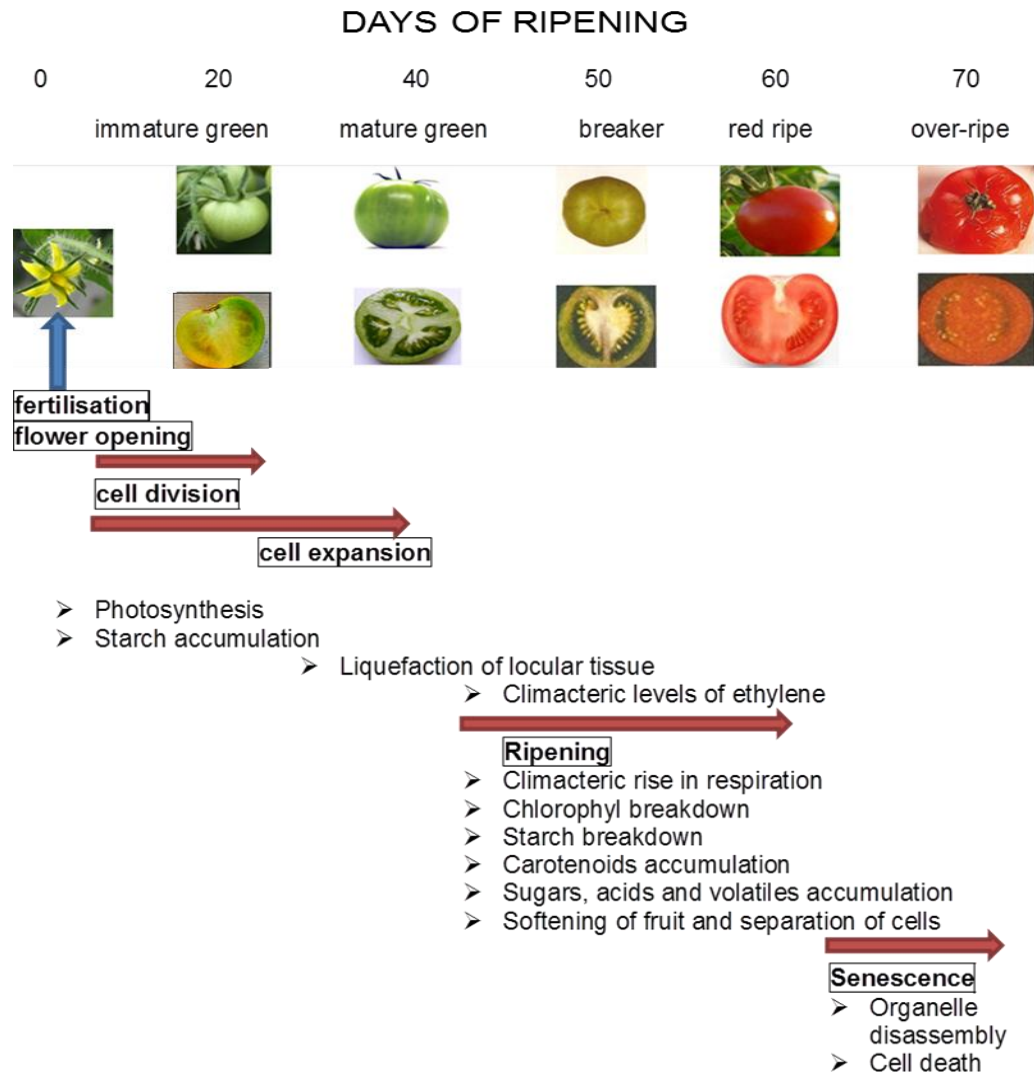 DAYS OF RIPENING
0 20 40 50 60 70
immature green mature green breaker red ripe over-ripe
fertilisation
flower opening
cell division
cell expansion
➢ Photosynthesis
➢ Starch accumulation
➢ Liquefaction of locular tissue
➢ Climacteric levels of ethylene
Ripening
➢ Climacteric rise in respiration
➢ Chlorophyl breakdown
➢ Starch breakdown
➢ Carotenoids accumulation
➢ Sugars, acids and volatiles accumulation
➢ Softening of fruit and separation of cells
Senescence
➢ Organelle
disassembly
➢ Cell death